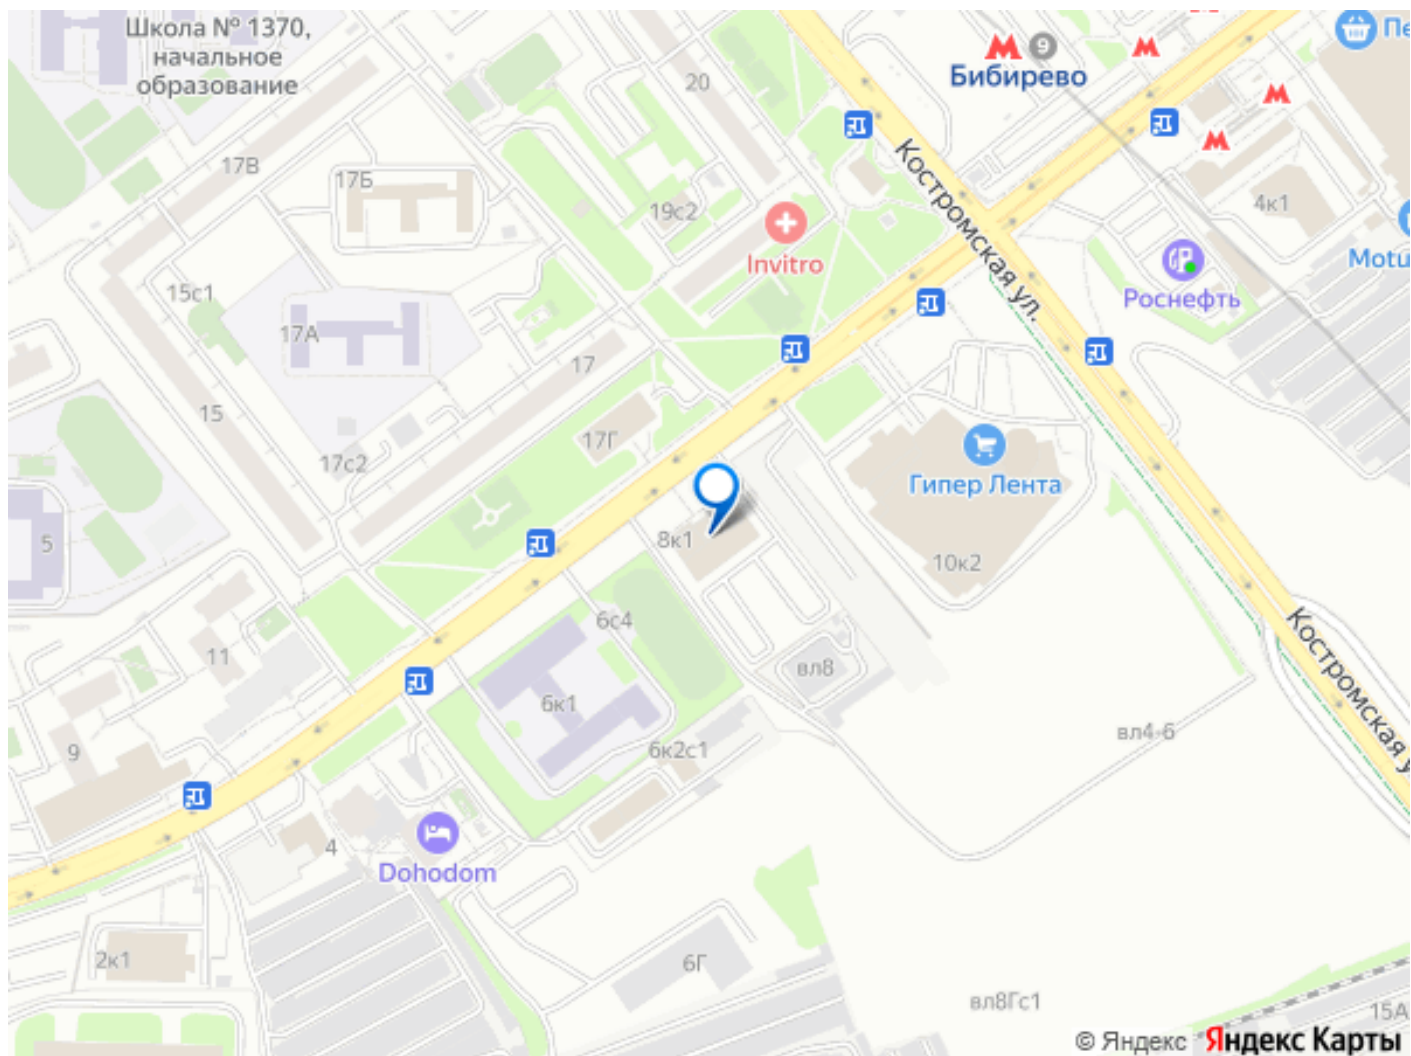 Школа № 1370,
начальное
образование
20
9
Бибирево
Пе
17В
17Б
19с2
Invitro
Костромская ул.
4к1
Motu
Роснефть
15с1
17А
17
15
17с2
17Г
Гипер Лента
5
8к1
10к2
6с4
11
вл8
6к1
Костромская у
9
6к2с1
вл4-6
4
Dohodom
2к1
6Г
вл8Гс1
15А
© Яндекс Яндекс Карты